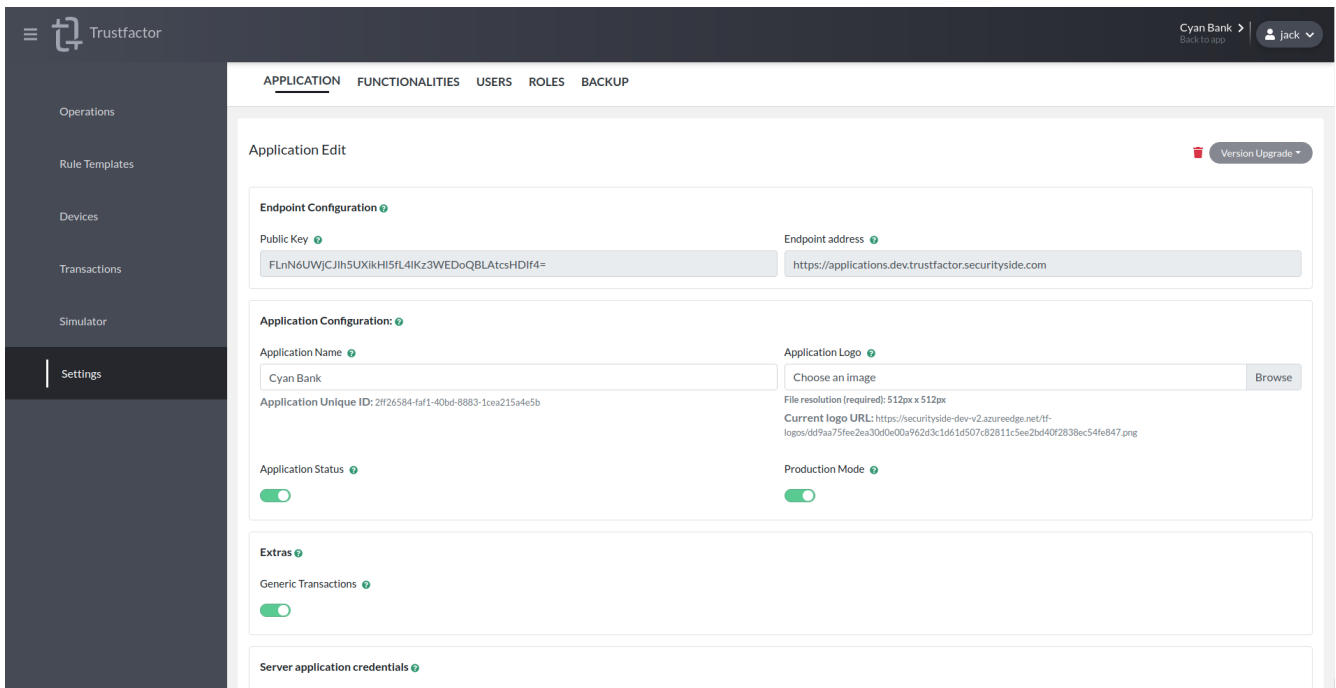 Trustfactor
Cyan Bank
Back to app
jack
Operations
Rule Templates
Devices
Transactions
Simulator
Settings
APPLICATION FUNCTIONALITIES USERS ROLES BACKUP
Application Edit
Version Upgrade
Endpoint Configuration
Public Key
FLnN6UWjCJIh5UXikHI5fL4lKz3WEDoQBLAtcsHDIf4=
Endpoint address
https://applications.dev.trustfactor.securityside.com
Application Configuration:
Application Name
Cyan Bank
Application Unique ID: 2ff26584-faf1-40bd-8883-1cea215a4e5b
Application Logo
Choose an image Browse
File resolution (required): 512px x 512px
Current logo URL: https://securityside-dev-v2.azureedge.net/tf-
logos/dd9aa75fee2ea30d0e00a962d3c1d61d507c82811c5ee2bd40f2838ec54fe847.png
Application Status
Production Mode
Extras
Generic Transactions
Server application credentials